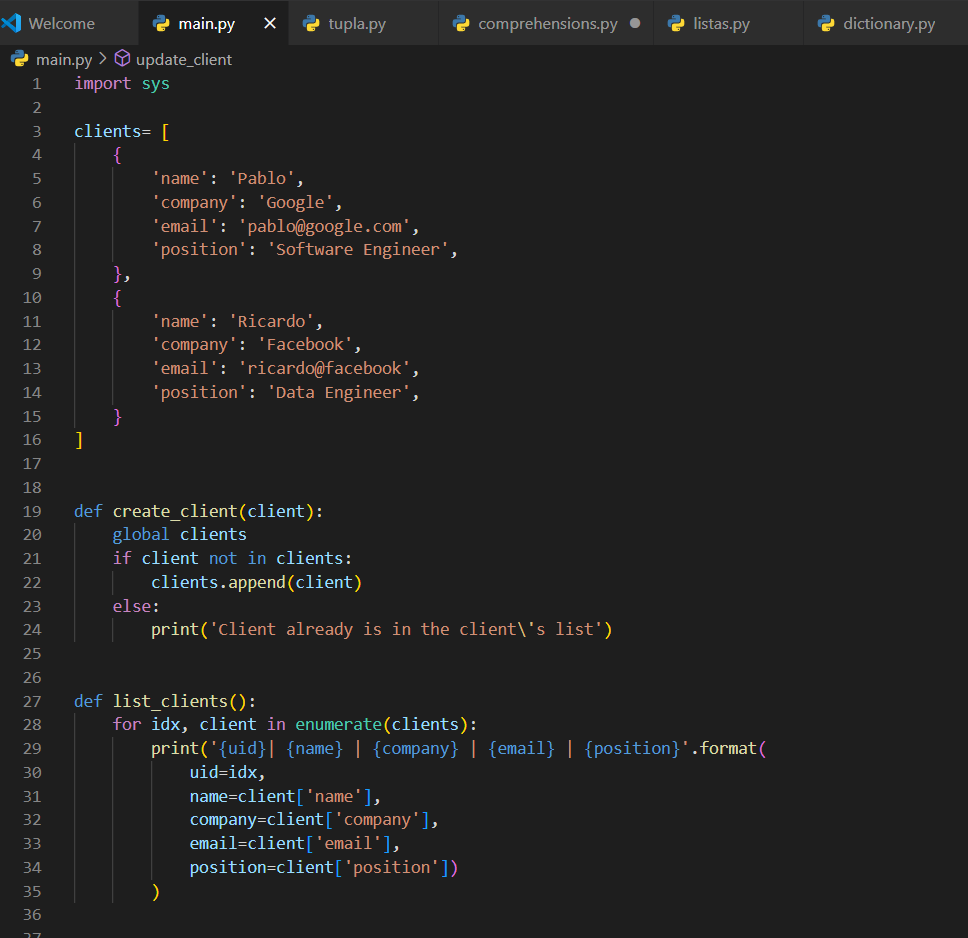 Welcome main.py × tupla.py comprehensions.py ● listas.py dictionary.py
main.py > update_client
1 import sys
2
3 clients= [
4     {
5         'name': 'Pablo',
6         'company': 'Google',
7         'email': 'pablo@google.com',
8         'position': 'Software Engineer',
9     },
10     {
11         'name': 'Ricardo',
12         'company': 'Facebook',
13         'email': 'ricardo@facebook',
14         'position': 'Data Engineer',
15     }
16 ]
17
18
19 def create_client(client):
20     global clients
21     if client not in clients:
22         clients.append(client)
23     else:
24         print('Client already is in the client\'s list')
25
26
27 def list_clients():
28     for idx, client in enumerate(clients):
29         print('{uid}| {name} | {company} | {email} | {position}'.format(
30             uid=idx,
31             name=client['name'],
32             company=client['company'],
33             email=client['email'],
34             position=client['position'])
35         )
36
37